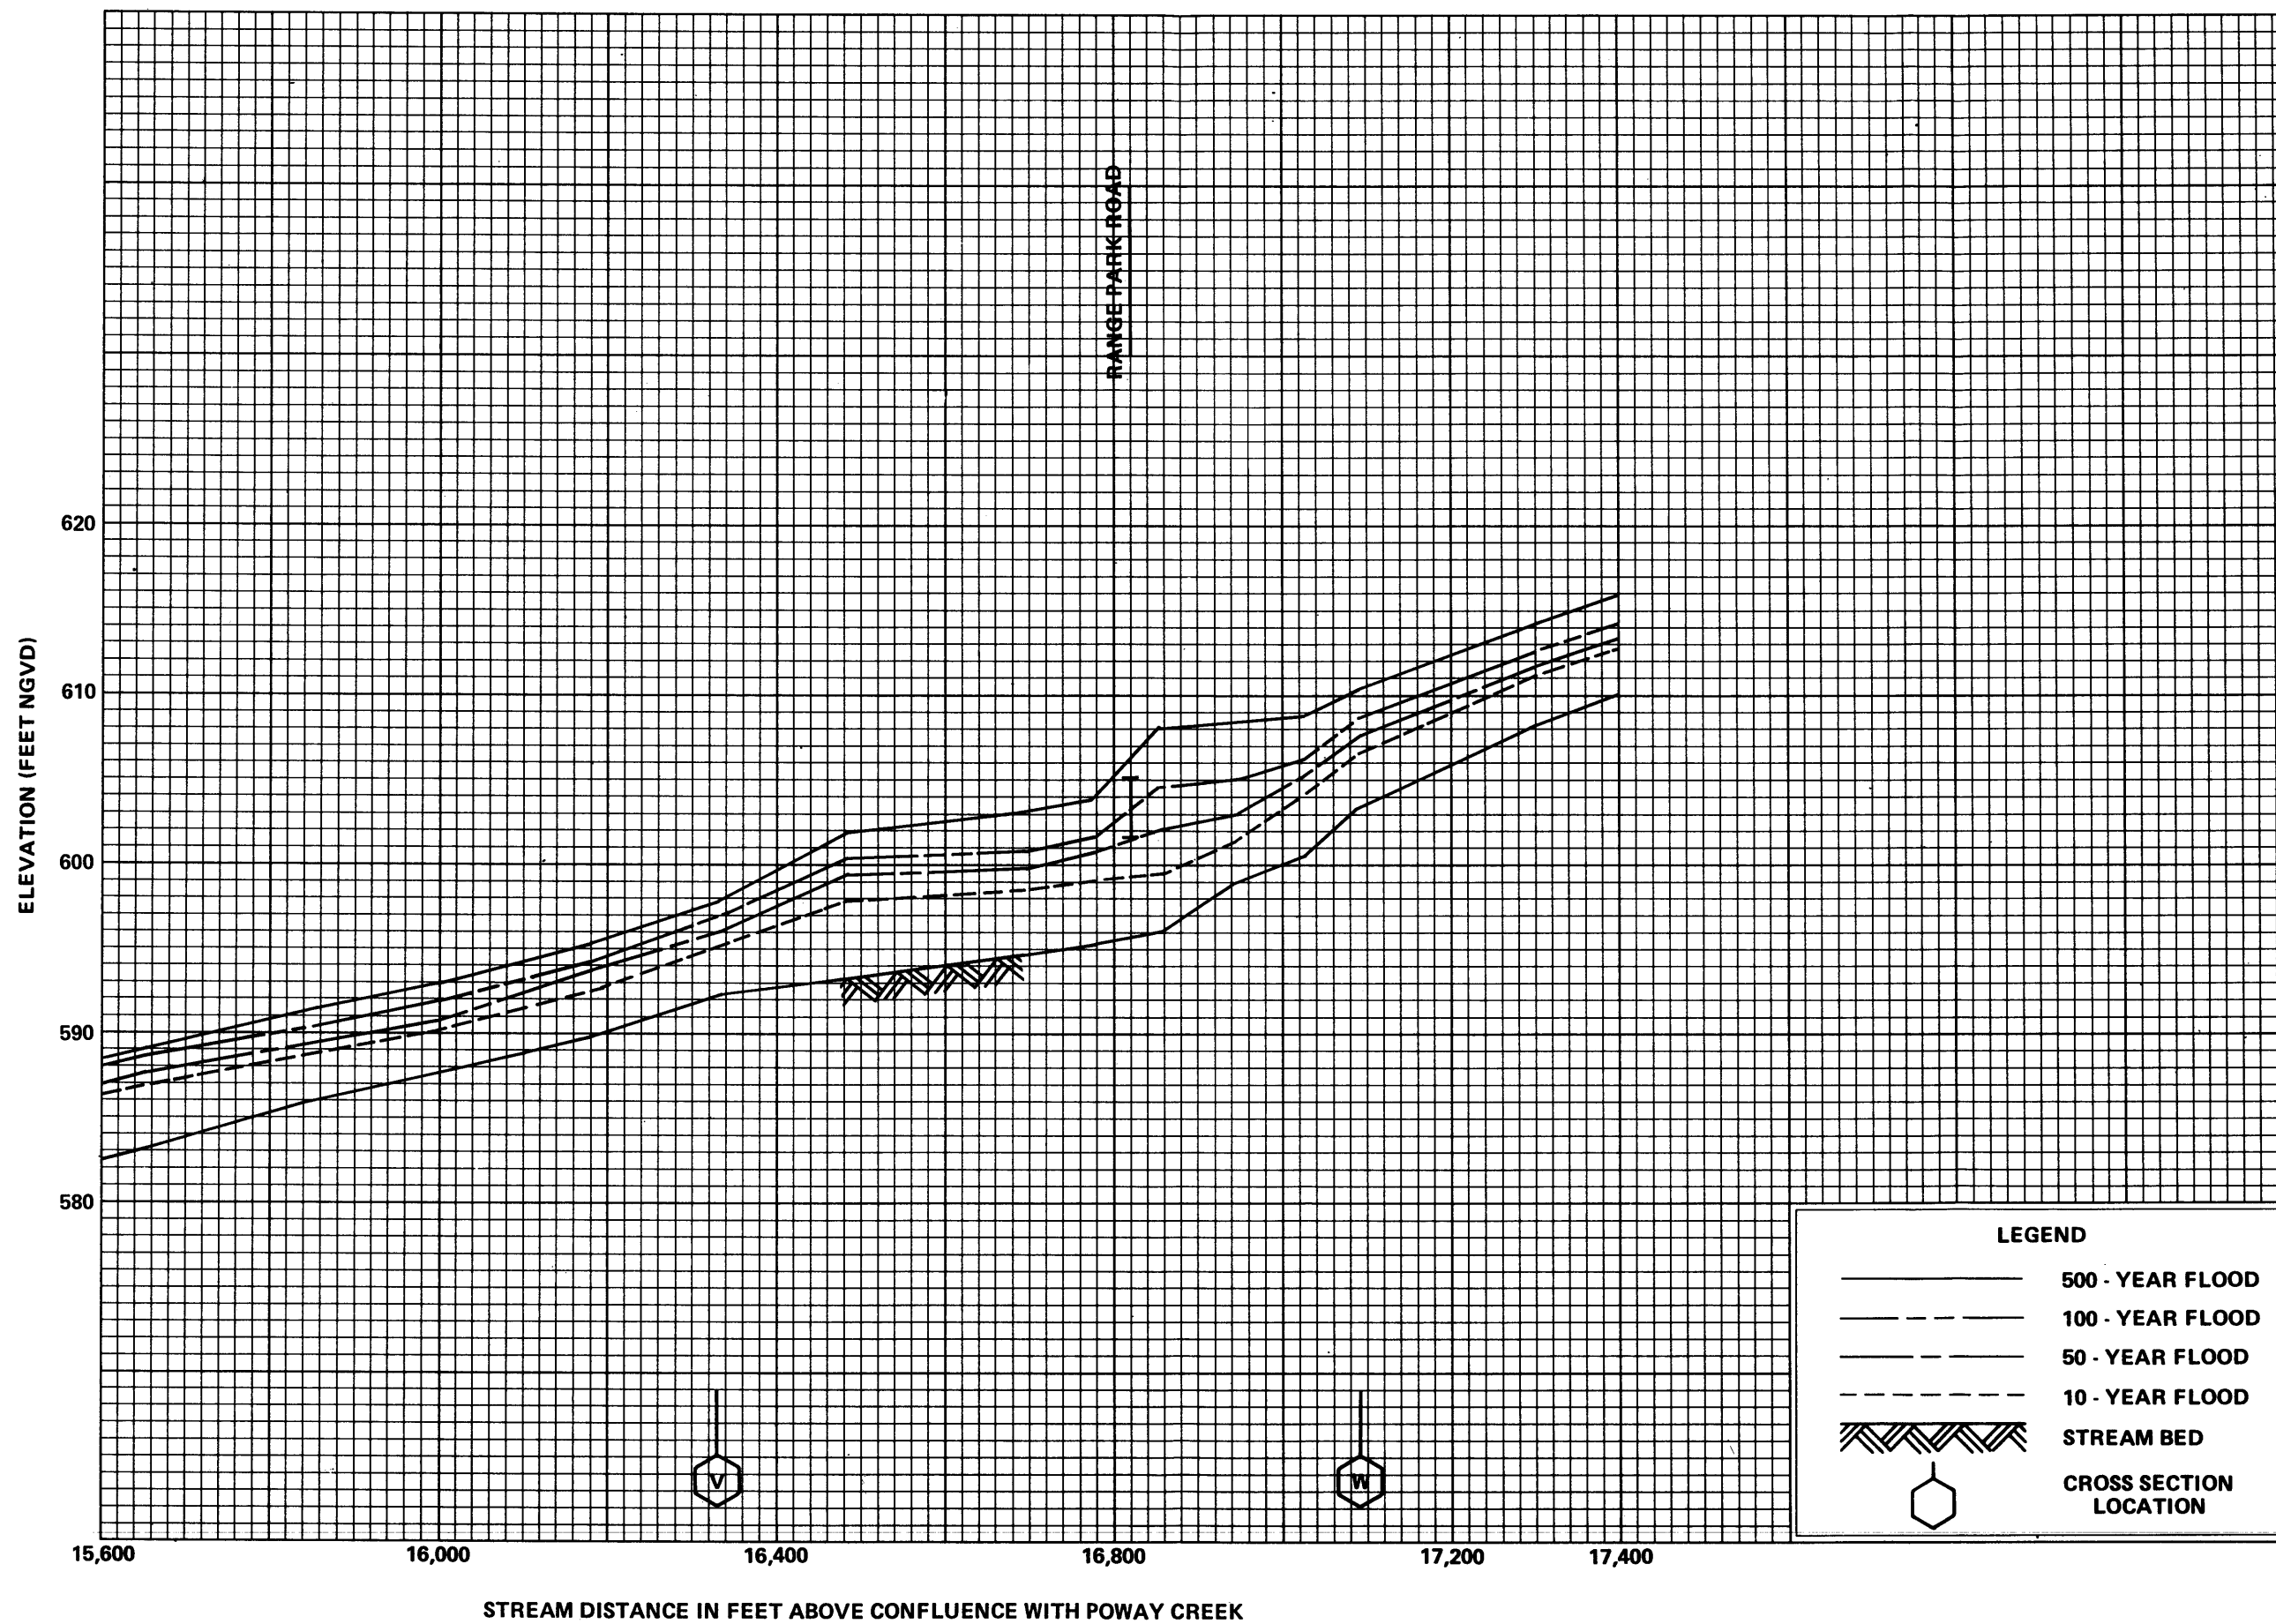 RANGE PARK ROAD
ELEVATION (FEET NGVD)
620
610
600
590
580
V
W
15,600
16,000
16,400
16,800
17,200
17,400
STREAM DISTANCE IN FEET ABOVE CONFLUENCE WITH POWAY CREEK
LEGEND
500 - YEAR FLOOD
100 - YEAR FLOOD
50 - YEAR FLOOD
10 - YEAR FLOOD
STREAM BED
CROSS SECTION
LOCATION